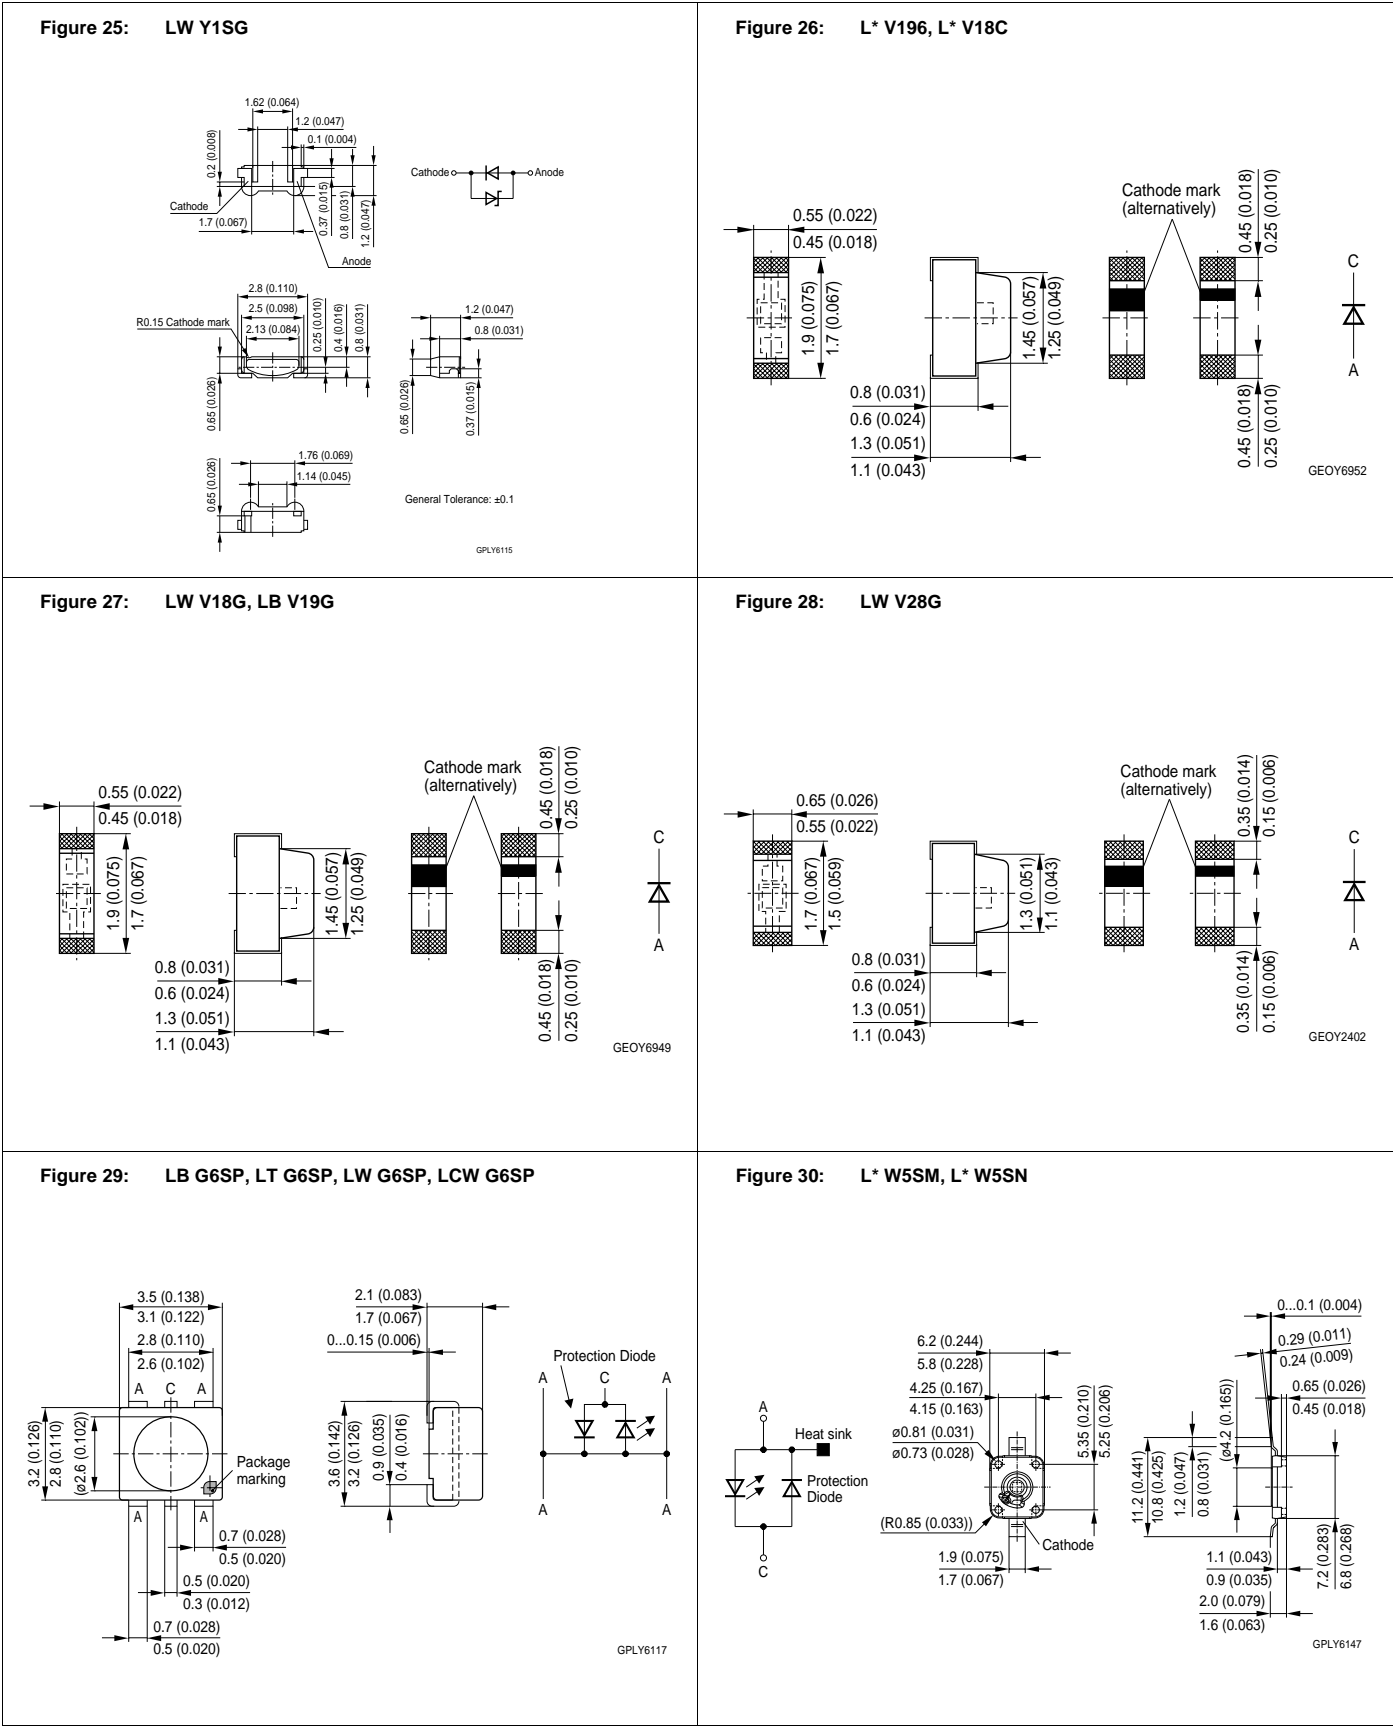 Figure 25: LW Y1SG
1.62 (0.064)
1.2 (0.047)
0.1 (0.004)
0.2 (0.008)
Cathode
1.7 (0.067)
0.37 (0.015)
0.8 (0.031)
1.2 (0.047)
Anode
Cathode
Anode
2.8 (0.110)
2.5 (0.098)
R0.15 Cathode mark
2.13 (0.084)
0.25 (0.010)
0.4 (0.016)
0.8 (0.031)
0.65 (0.026)
1.2 (0.047)
0.8 (0.031)
0.65 (0.026)
0.37 (0.015)
1.76 (0.069)
1.14 (0.045)
0.65 (0.026)
General Tolerance: ±0.1
GPLY6115
Figure 26: L* V196, L* V18C
0.55 (0.022)
0.45 (0.018)
1.9 (0.075)
1.7 (0.067)
1.45 (0.057)
1.25 (0.049)
0.8 (0.031)
0.6 (0.024)
1.3 (0.051)
1.1 (0.043)
Cathode mark
(alternatively)
0.45 (0.018)
0.25 (0.010)
0.45 (0.018)
0.25 (0.010)
C
A
GEOY6952
Figure 27: LW V18G, LB V19G
0.55 (0.022)
0.45 (0.018)
1.9 (0.075)
1.7 (0.067)
1.45 (0.057)
1.25 (0.049)
0.8 (0.031)
0.6 (0.024)
1.3 (0.051)
1.1 (0.043)
Cathode mark
(alternatively)
0.45 (0.018)
0.25 (0.010)
0.45 (0.018)
0.25 (0.010)
C
A
GEOY6949
Figure 28: LW V28G
0.65 (0.026)
0.55 (0.022)
1.7 (0.067)
1.5 (0.059)
1.3 (0.051)
1.1 (0.043)
0.8 (0.031)
0.6 (0.024)
1.3 (0.051)
1.1 (0.043)
Cathode mark
(alternatively)
0.35 (0.014)
0.15 (0.006)
0.35 (0.014)
0.15 (0.006)
C
A
GEOY2402
Figure 29: LB G6SP, LT G6SP, LW G6SP, LCW G6SP
3.5 (0.138)
3.1 (0.122)
2.8 (0.110)
2.6 (0.102)
A C A
3.2 (0.126)
2.8 (0.110)
(ø2.6 (0.102)
Package
marking
A A
0.7 (0.028)
0.5 (0.020)
0.5 (0.020)
0.3 (0.012)
0.7 (0.028)
0.5 (0.020)
2.1 (0.083)
1.7 (0.067)
0...0.15 (0.006)
3.6 (0.142)
3.2 (0.126)
0.9 (0.035)
0.4 (0.016)
Protection Diode
A C A
A A
GPLY6117
Figure 30: L* W5SM, L* W5SN
A
Heat sink
Protection
Diode
C
6.2 (0.244)
5.8 (0.228)
4.25 (0.167)
4.15 (0.163)
ø0.81 (0.031)
ø0.73 (0.028)
5.35 (0.210)
5.25 (0.206)
(R0.85 (0.033))
Cathode
1.9 (0.075)
1.7 (0.067)
0...0.1 (0.004)
0.29 (0.011)
0.24 (0.009)
0.65 (0.026)
0.45 (0.018)
11.2 (0.441)
10.8 (0.425)
1.2 (0.047)
0.8 (0.031)
(ø4.2 (0.165))
7.2 (0.283)
6.8 (0.268)
1.1 (0.043)
0.9 (0.035)
2.0 (0.079)
1.6 (0.063)
GPLY6147